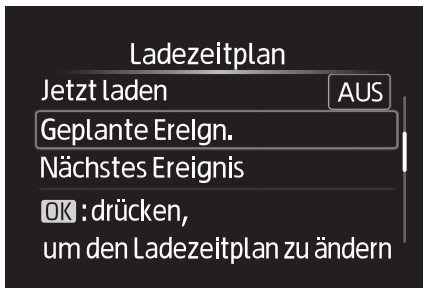 Ladezeitplan
Jetzt laden AUS
Geplante Ereign.
Nächstes Ereignis
OK : drücken,
um den Ladezeitplan zu ändern